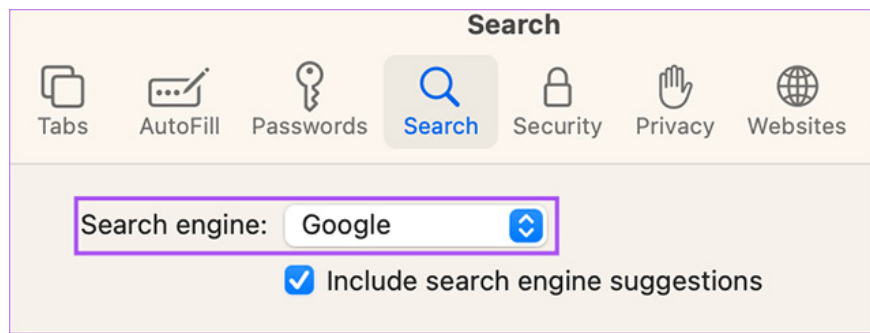 Search
Tabs AutoFill Passwords Search Security Privacy Websites
Search engine: Google
Include search engine suggestions